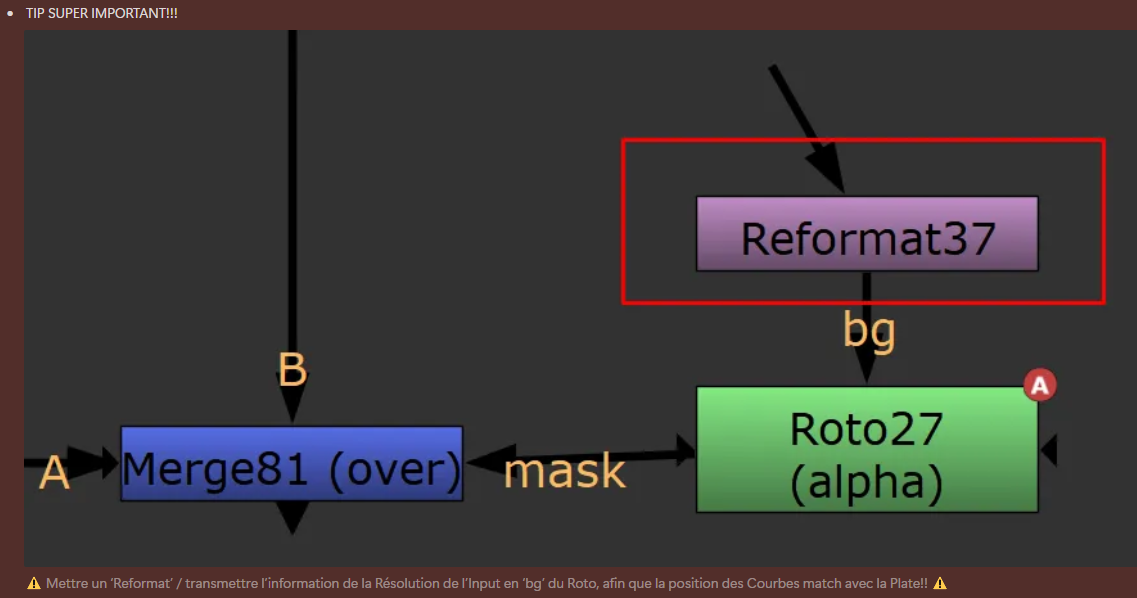 TIP SUPER IMPORTANT!!!
Reformat37
bg
B
A
Roto27
(alpha)
A
Merge81 (over)
mask
⚠️ Mettre un ‘Reformat’ / transmettre l’information de la Résolution de l’Input en ‘bg’ du Roto, afin que la position des Courbes match avec la Plate!! ⚠️